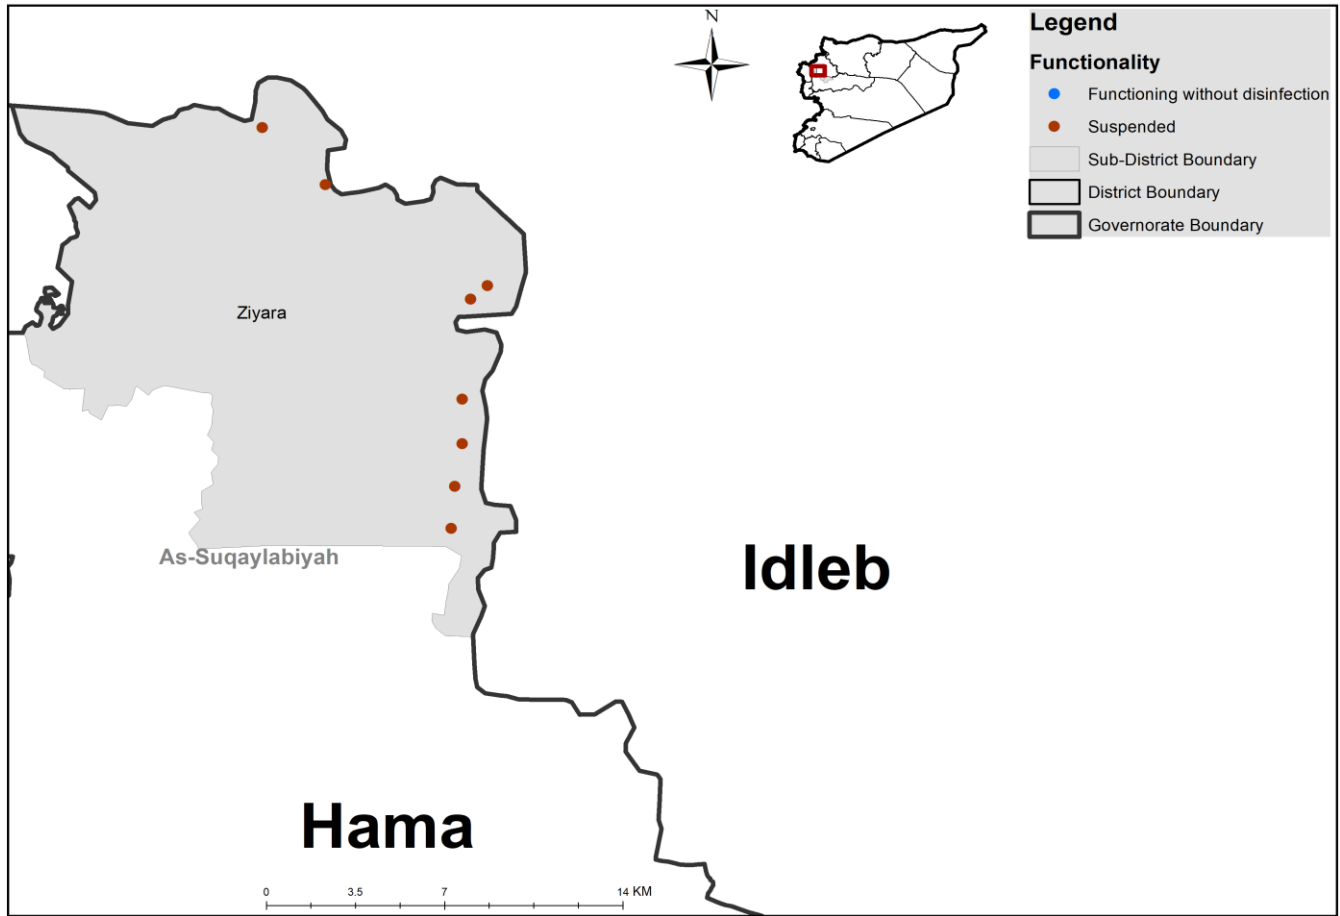 N
Legend
Functionality
Functioning without disinfection
Suspended
Sub-District Boundary
District Boundary
Governorate Boundary
Ziyara
As-Suqaylabiyah
Idleb
Hama
0 3.5 7 14 KM